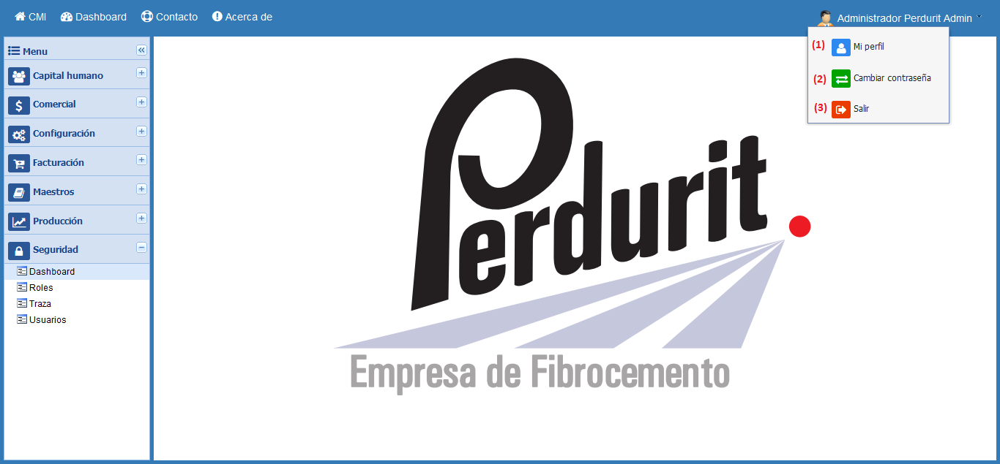 CMI Dashboard Contacto Acerca de Administrador Perdurit Admin
(1) Mi perfil
(2) Cambiar contraseña
(3) Salir
Menu
Capital humano
Comercial
Configuración
Facturación
Maestros
Producción
Seguridad
Dashboard
Roles
Traza
Usuarios
Perdurit
Empresa de Fibrocemento